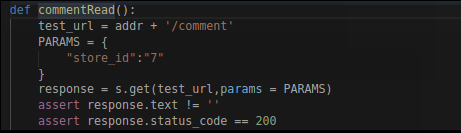 def commentRead():
    test_url = addr + '/comment'
    PARAMS = {
        "store_id":"7"
    }
    response = s.get(test_url,params = PARAMS)
    assert response.text != ''
    assert response.status_code == 200